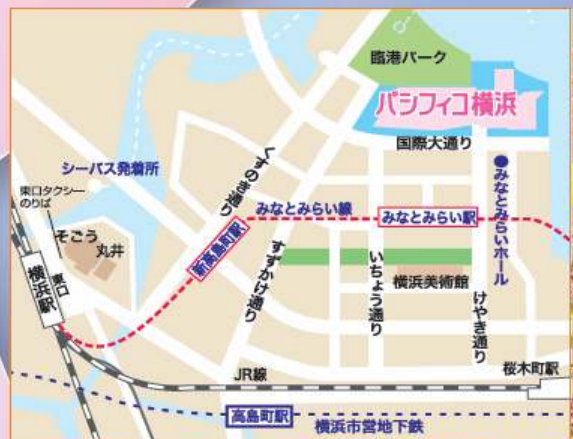 臨港パーク
パシフィコ横浜
国際大通り
くすのき通り
シーバス発着所
●みなとみらいホール
東口タクシー
のりば
みなとみらい線
みなとみらい駅
そごう
丸井
新高島町駅
すずかけ通り
いちょう通り
横浜美術館
けやき通り
横浜駅
東口
桜木町駅
JR線
高島町駅
横浜市営地下鉄